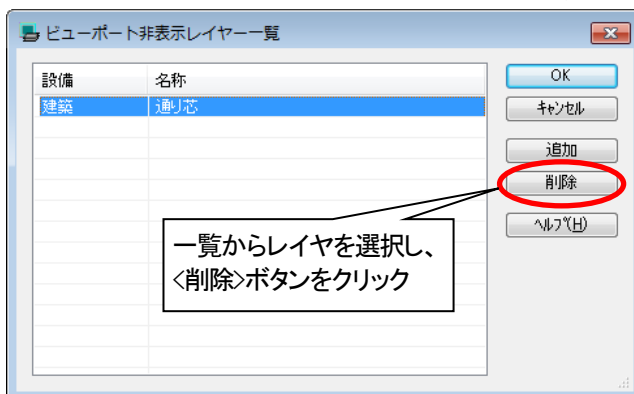 ビューポート非表示レイヤー一覧
設備 名称
建築 通り芯
OK
キャンセル
追加
削除
ヘルプ(H)
一覧からレイヤを選択し、
<削除>ボタンをクリック